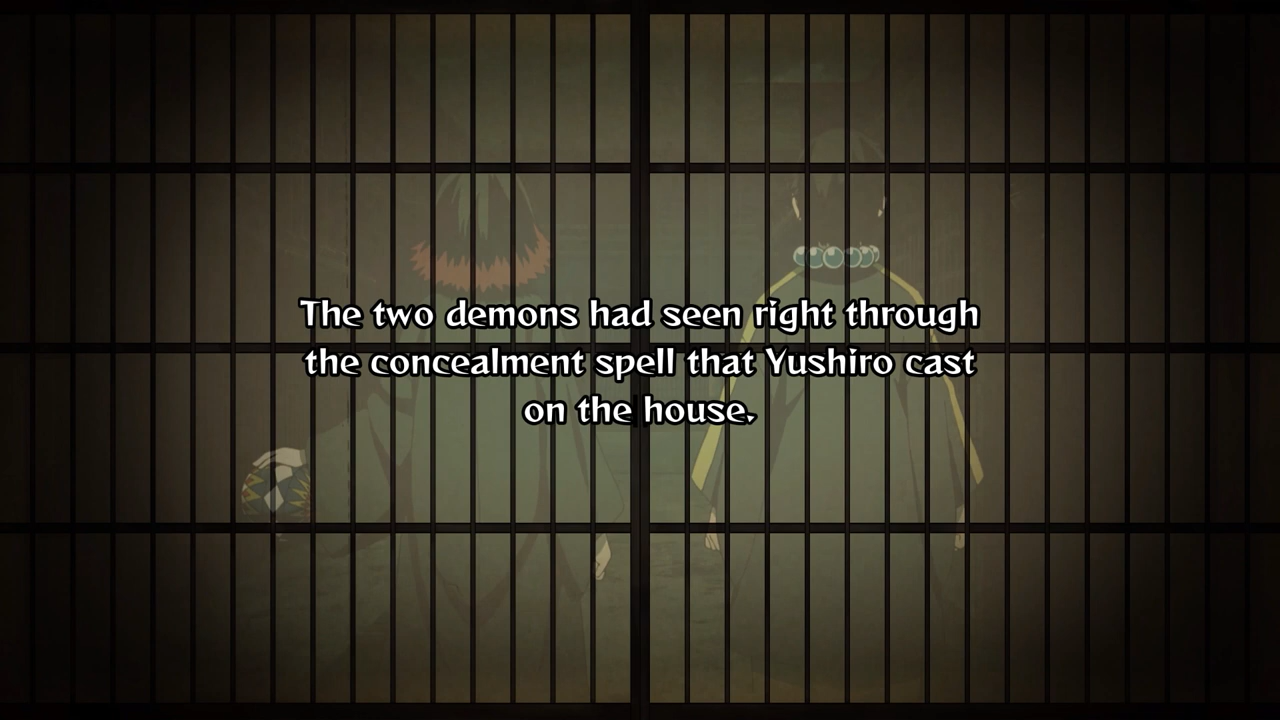 The two demons had seen right through
the concealment spell that Yushiro cast
on the house.